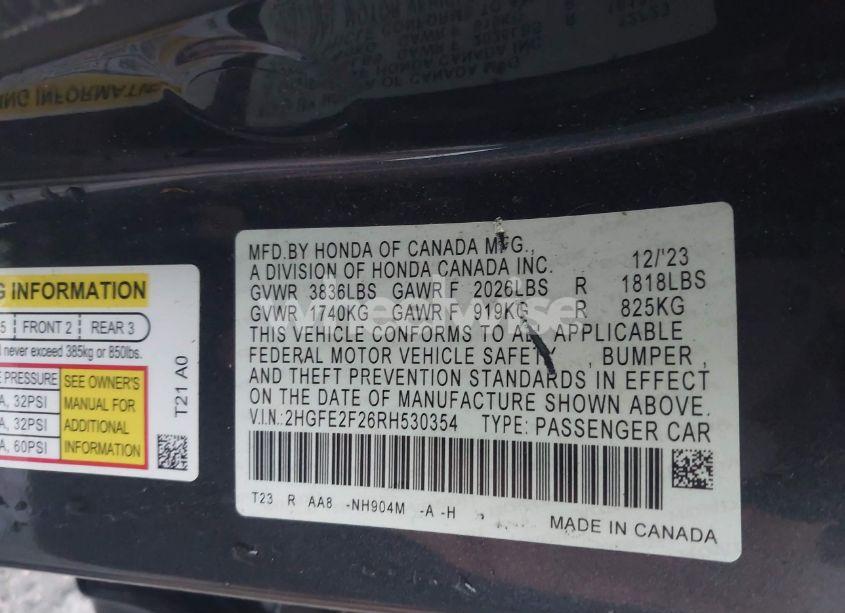 MFD.BY HONDA OF CANADA MFG.,
A DIVISION OF HONDA CANADA INC. 12/'23
GVWR 3836LBS GAWR F 2026LBS R 1818LBS
GVWR 1740KG GAWR F 919KG R 825KG
THIS VEHICLE CONFORMS TO ALL APPLICABLE
FEDERAL MOTOR VEHICLE SAFETY, BUMPER,
AND THEFT PREVENTION STANDARDS IN EFFECT
ON THE DATE OF MANUFACTURE SHOWN ABOVE.
V.I.N.:2HGFE2F26RH530354 TYPE: PASSENGER CAR
T23 R AA8 -NH904M -A -H
MADE IN CANADA
G INFORMATION
5 FRONT 2 REAR 3
never exceed 385kg or 850lbs.
E PRESSURE
A, 32PSI
A, 32PSI
A, 60PSI
SEE OWNER'S
MANUAL FOR
ADDITIONAL
INFORMATION
T21 A0